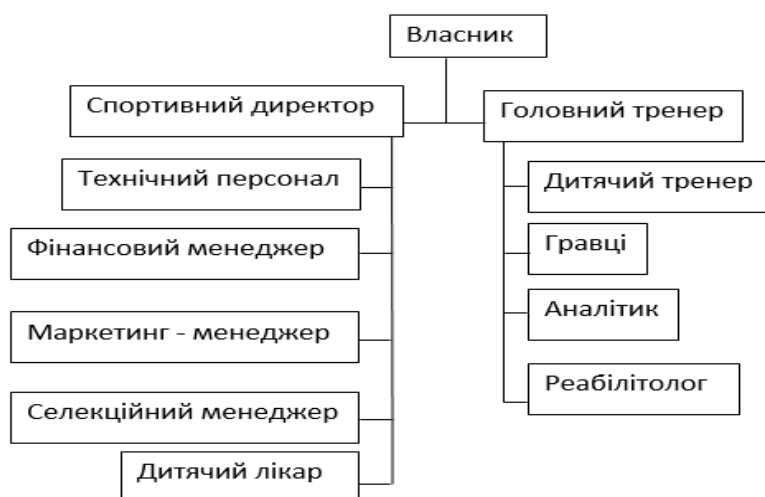 Власник
Спортивний директор
Головний тренер
Технічний персонал
Дитячий тренер
Фінансовий менеджер
Гравці
Маркетинг - менеджер
Аналітик
Селекційний менеджер
Реабілітолог
Дитячий лікар